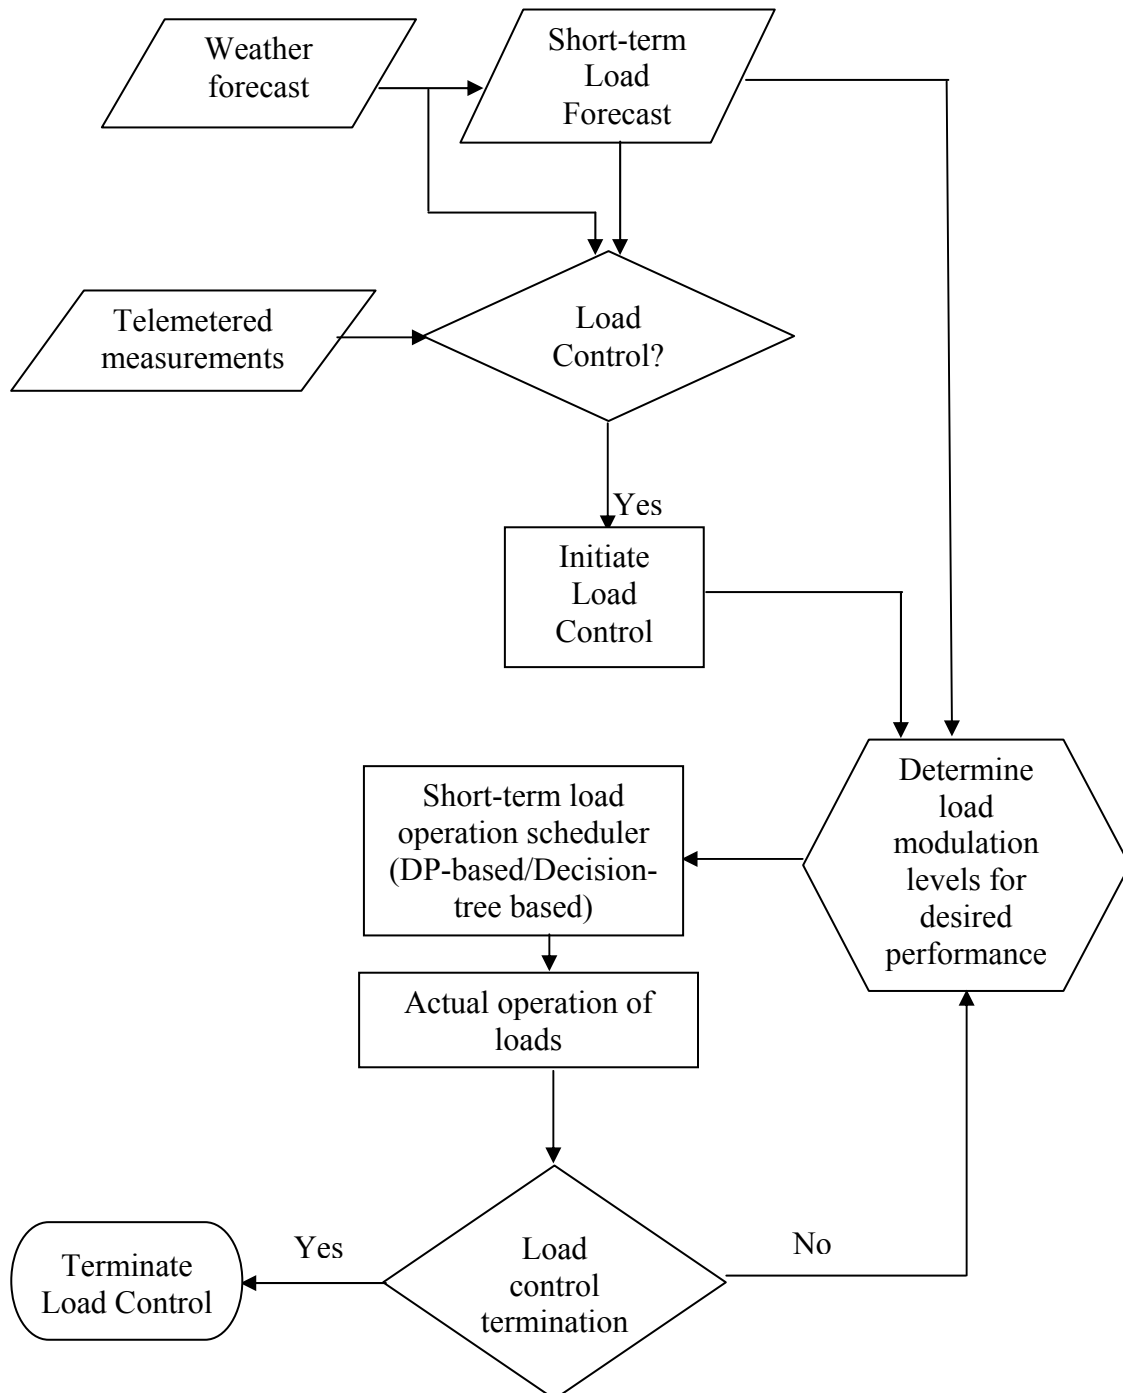 Weather
forecast
Short-term
Load
Forecast
Telemetered
measurements
Load
Control?
Yes
Initiate
Load
Control
Determine
load
modulation
levels for
desired
performance
Short-term load
operation scheduler
(DP-based/Decision-
tree based)
Actual operation of
loads
Load
control
termination
Yes
No
Terminate
Load Control